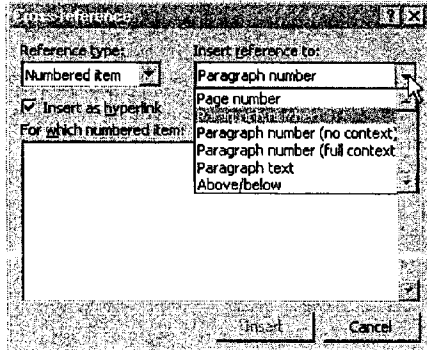 Cross-reference
Reference type:
Insert reference to:
Numbered item
Paragraph number
Insert as hyperlink
Page number
Paragraph number (no context)
For which numbered item:
Paragraph number (full context
Paragraph text
Above/below
Insert
Cancel